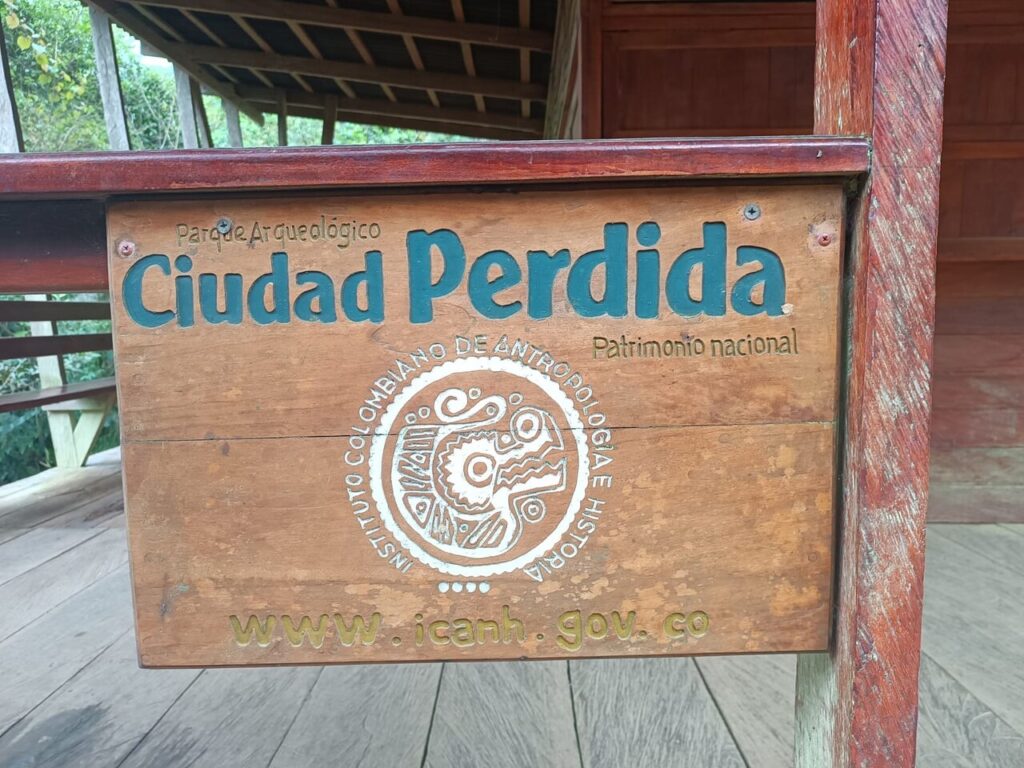 Parque Arqueológico
Ciudad Perdida
Patrimonio nacional
INSTITUTO COLOMBIANO DE ANTROPOLOGIA E HISTORIA
www.icanh.gov.co